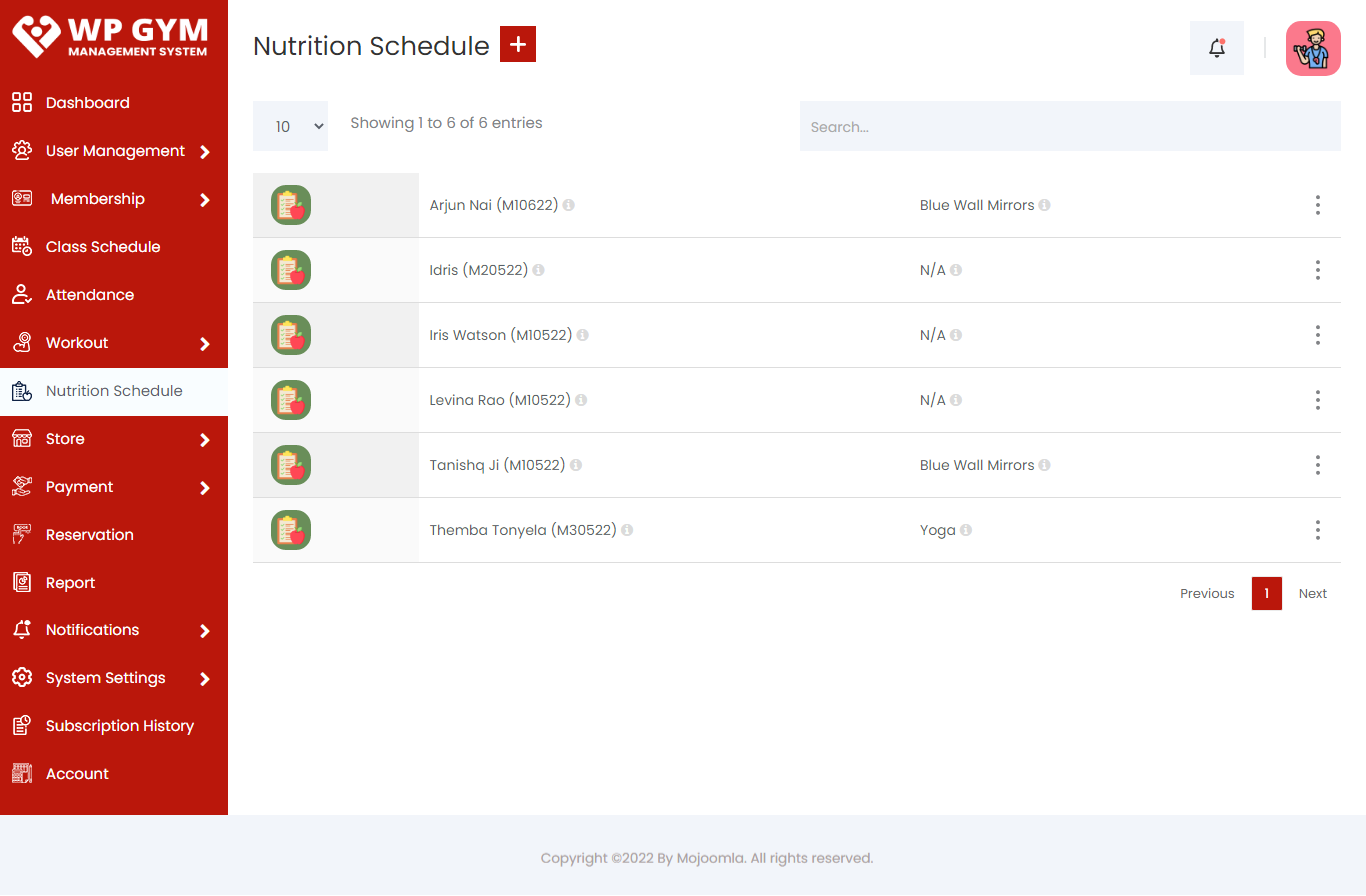 WP GYM
MANAGEMENT SYSTEM
Dashboard
User Management
Membership
Class Schedule
Attendance
Workout
Nutrition Schedule
Store
Payment
Reservation
Report
Notifications
System Settings
Subscription History
Account
Nutrition Schedule +
10 Showing 1 to 6 of 6 entries Search...
Arjun Nai (M10622) Blue Wall Mirrors
Idris (M20522) N/A
Iris Watson (M10522) N/A
Levina Rao (M10522) N/A
Tanishq Ji (M10522) Blue Wall Mirrors
Themba Tonyela (M30522) Yoga
Previous 1 Next
Copyright ©2022 By Mojoomla. All rights reserved.